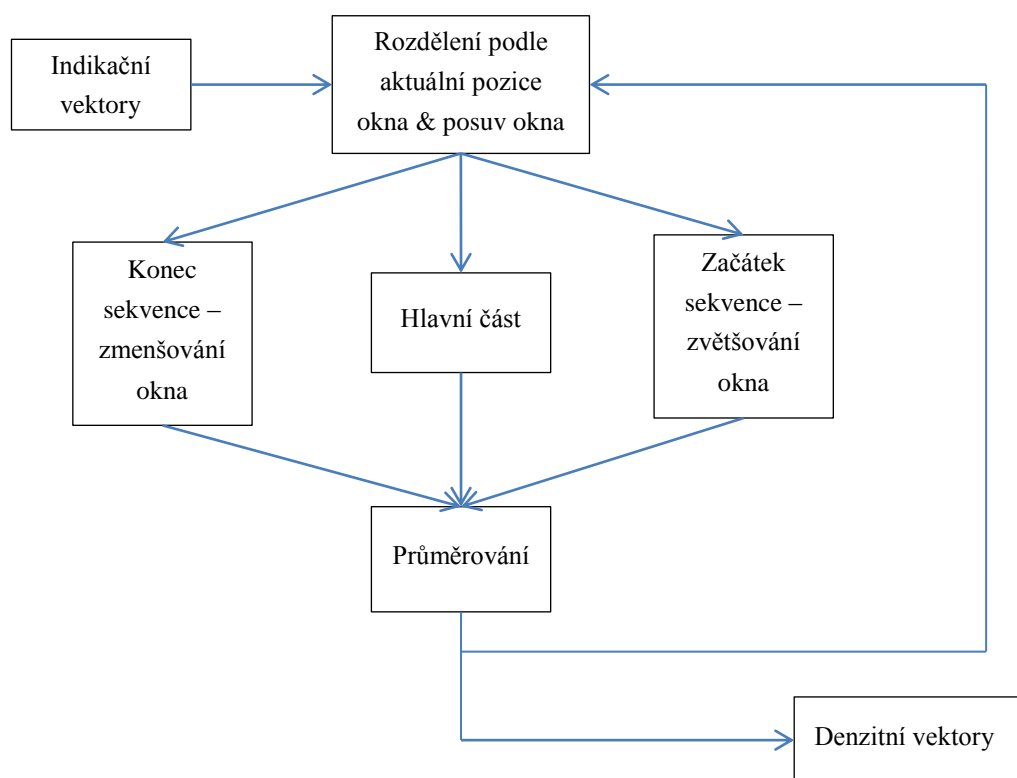 Indikační
vektory
Rozdělení podle
aktuální pozice
okna & posuv okna
Konec
sekvence –
zmenšování
okna
Hlavní část
Začátek
sekvence –
zvětšování
okna
Průměrování
Denzitní vektory